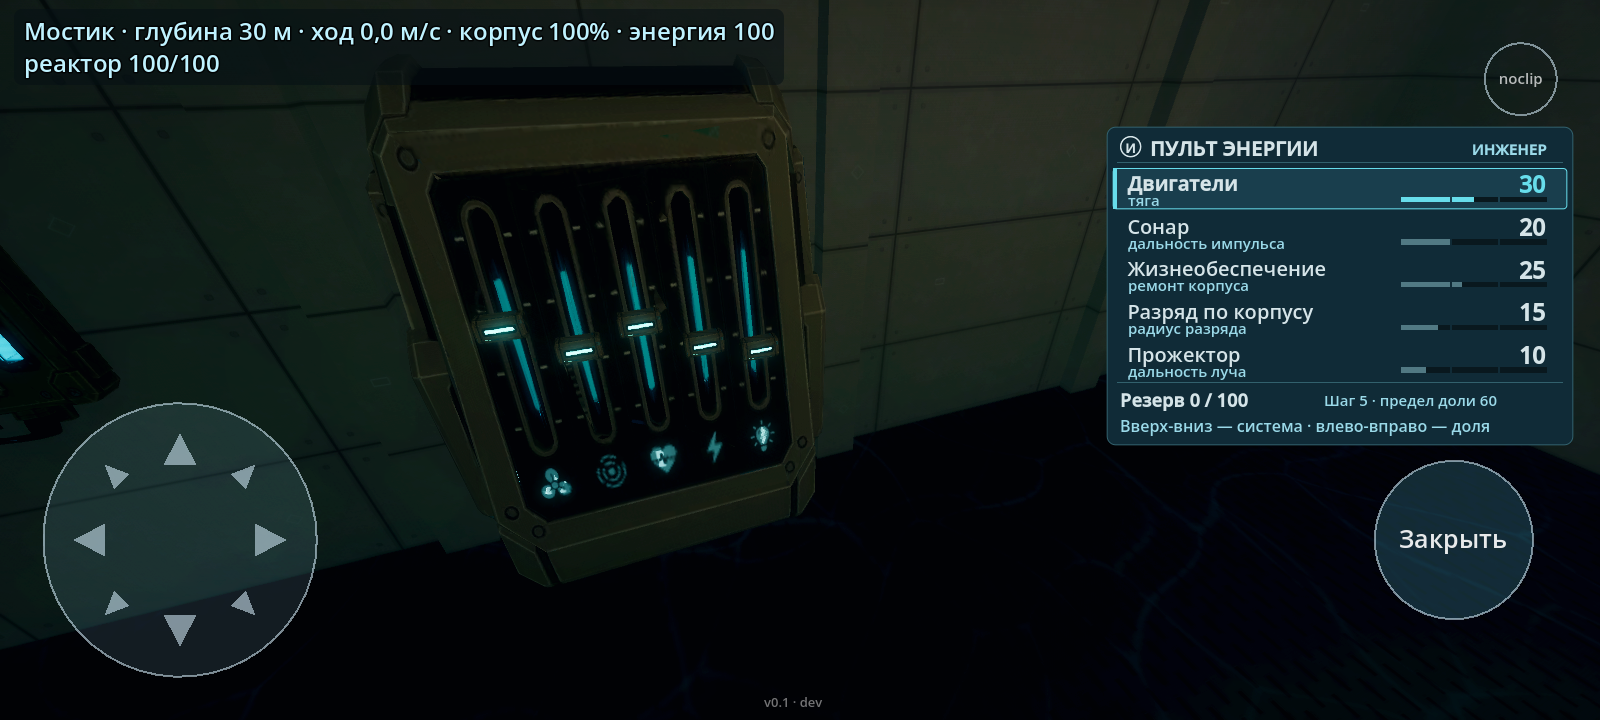 Мостик · глубина 30 м · ход 0,0 м/с · корпус 100% · энергия 100
реактор 100/100
noclip
И ПУЛЬТ ЭНЕРГИИ ИНЖЕНЕР
Двигатели 30
тяга
Сонар 20
дальность импульса
Жизнеобеспечение 25
ремонт корпуса
Разряд по корпусу 15
радиус разряда
Прожектор 10
дальность луча
Резерв 0 / 100 Шаг 5 · предел доли 60
Вверх-вниз — система · влево-вправо — доля
Закрыть
v0.1 · dev